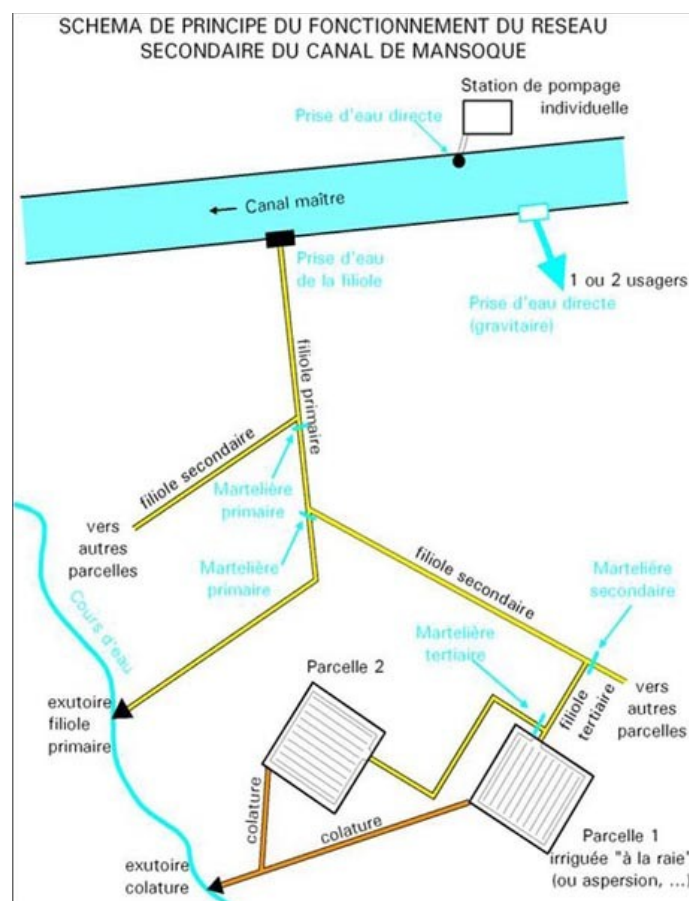 SCHEMA DE PRINCIPE DU FONCTIONNEMENT DU RESEAU
SECONDAIRE DU CANAL DE MANSOQUE
Station de pompage
individuelle
Prise d'eau directe
← Canal maître
Prise d'eau
de la filiole
1 ou 2 usagers
Prise d'eau directe
(gravitaire)
filiole primaire
filiole secondaire
Martelière
primaire
vers
autres
parcelles
Martelière
primaire
filiole secondaire
Martelière
secondaire
Cours d'eau
Martelière
tertiaire
Parcelle 2
filiole
tertiaire
vers
autres
parcelles
exutoire
filiole
primaire
colature
colature
Parcelle 1
irriguée "à la raie"
(ou aspersion, ...)
exutoire
colature